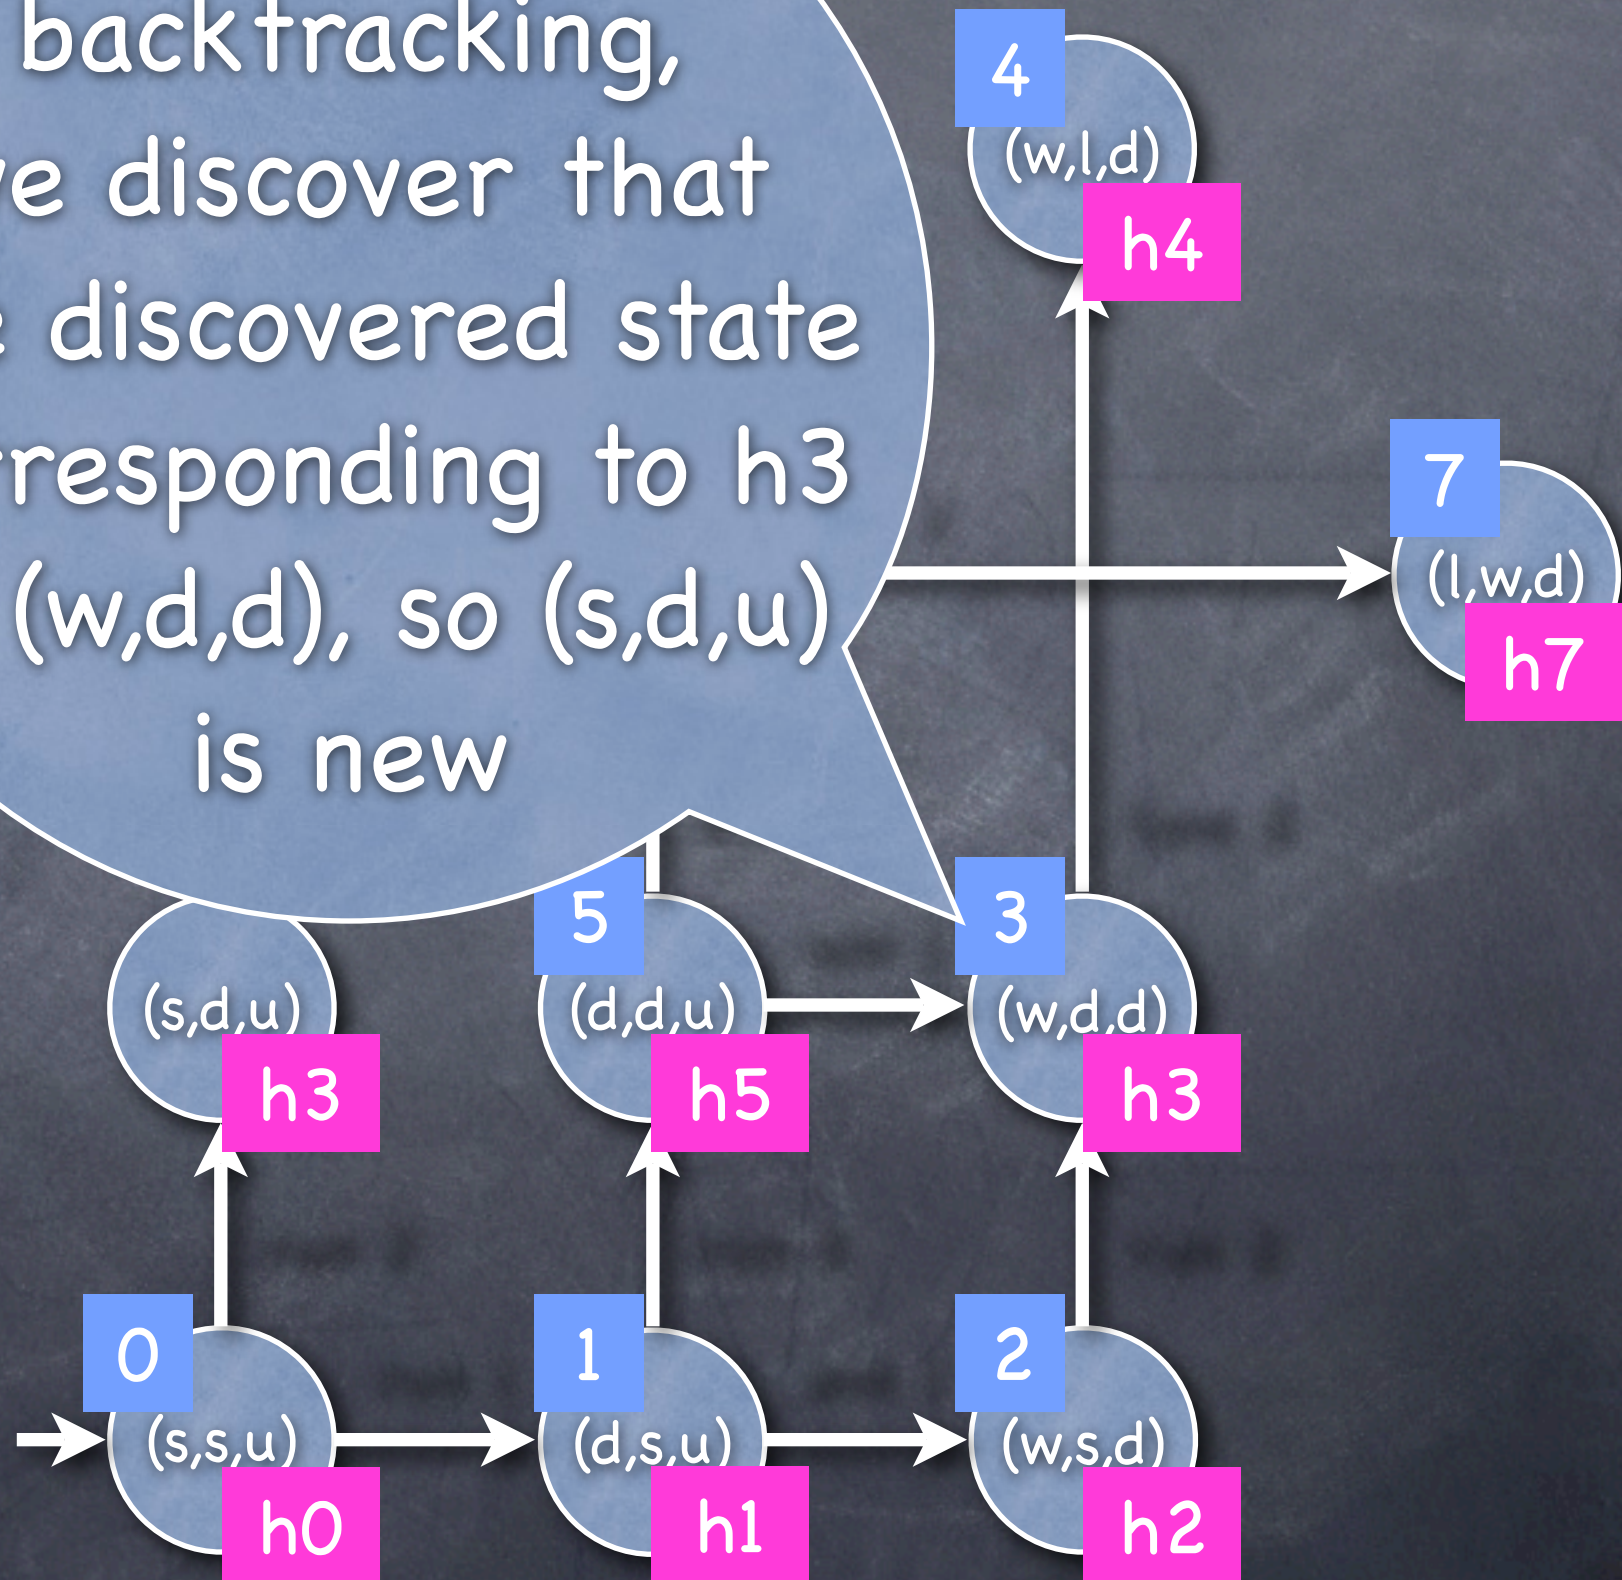 backtracking,
discover that
discovered state
to h3
(w,d,d), so (s,d,u)
is new
4
(w,l,d)
h4
7
(l,w,d)
h7
5
3
(s,d,u)
(d,d,u)
(w,d,d)
h3
h5
h3
0
1
2
(s,s,u)
(d,s,u)
(w,s,d)
h0
h1
h2